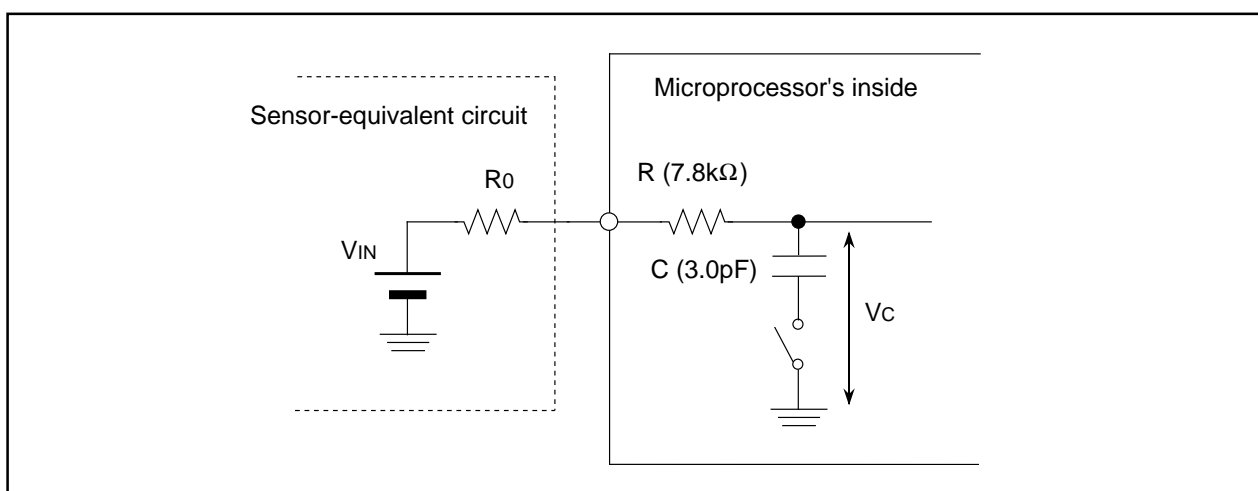 Microprocessor's inside
Sensor-equivalent circuit
R0
R (7.8kΩ)
VIN
C (3.0pF)
VC